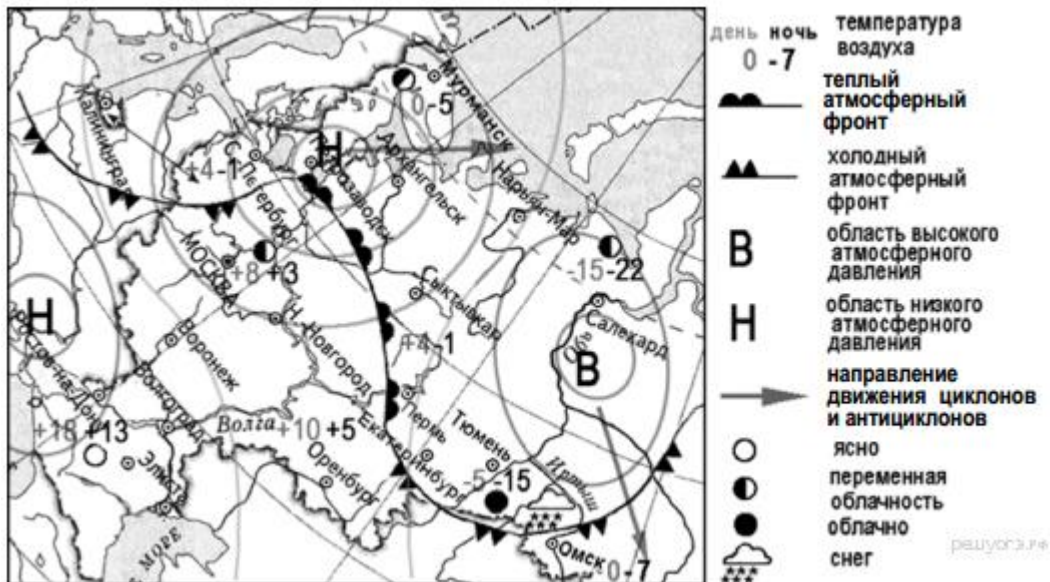 Мурманск
0 -5
Калининград
Н
+4 -1
С.-Петербург
Петрозаводск
Архангельск
Нарьян-Мар
МОСКВА
+8 +3
-15 -22
Сыктывкар
Салехард
Обь
Н
В
Н. Новгород
+4 -1
Воронеж
Ростов-на-Дону
Волгоград
Волга
+10 +5
Пермь
Екатеринбург
Тюмень
Иртыш
+18 +13
Элиста
Оренбург
-5 -15
МОРЕ
Омск
0 -7
день ночь температура
воздуха
0 -7
теплый
атмосферный
фронт
холодный
атмосферный
фронт
В
область высокого
атмосферного
давления
Н
область низкого
атмосферного
давления
направление
движения циклонов
и антициклонов
ясно
переменная
облачность
облачно
снег
решуогэ.рф